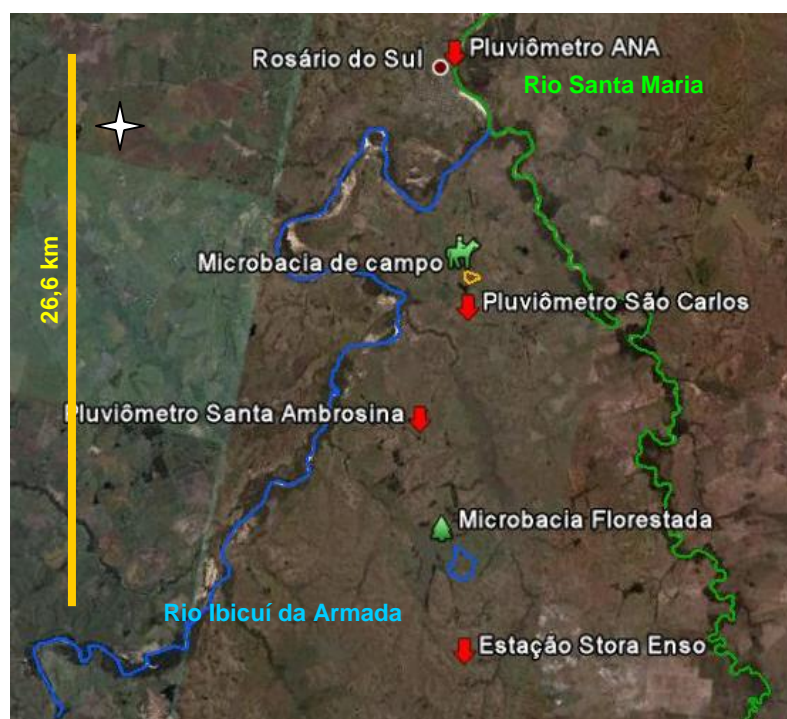 Rosário do Sul
Pluviômetro ANA
Rio Santa Maria
26,6 km
Microbacia de campo
Pluviômetro São Carlos
Pluviômetro Santa Ambrosina
Microbacia Florestada
Rio Ibicuí da Armada
Estação Stora Enso